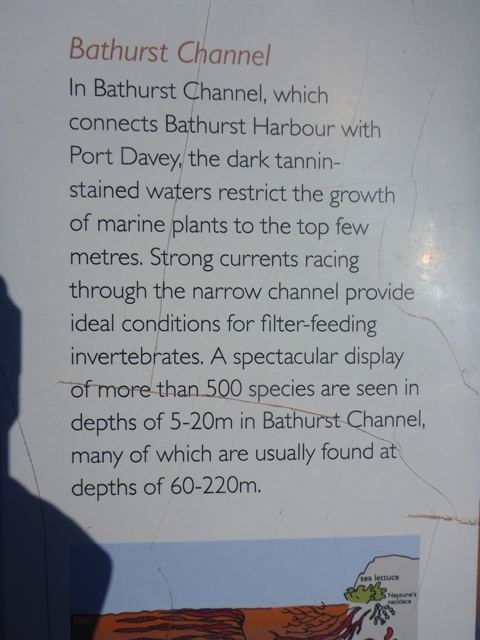 Bathurst Channel
In Bathurst Channel, which
connects Bathurst Harbour with
Port Davey, the dark tannin-
stained waters restrict the growth
of marine plants to the top few
metres. Strong currents racing
through the narrow channel provide
ideal conditions for filter-feeding
invertebrates. A spectacular display
of more than 500 species are seen in
depths of 5-20m in Bathurst Channel,
many of which are usually found at
depths of 60-220m.
sea lettuce
Neptune's
necklace
0m